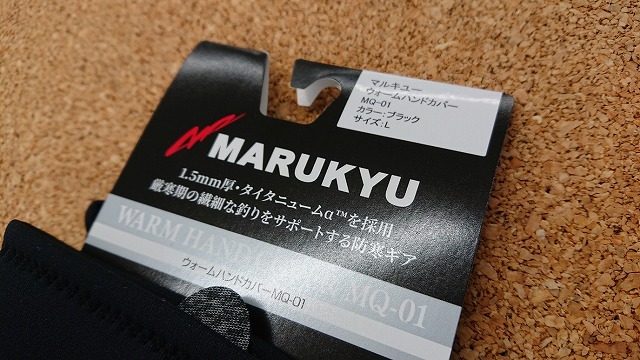 マルキユー
ウォームハンドカバー
MQ-01
カラー：ブラック
サイズ：L
MARUKYU
1.5mm厚・タイタニュームα™を採用
厳寒期の繊細な釣りをサポートする防寒ギア
WARM HAND COVER MQ-01
ウォームハンドカバーMQ-01